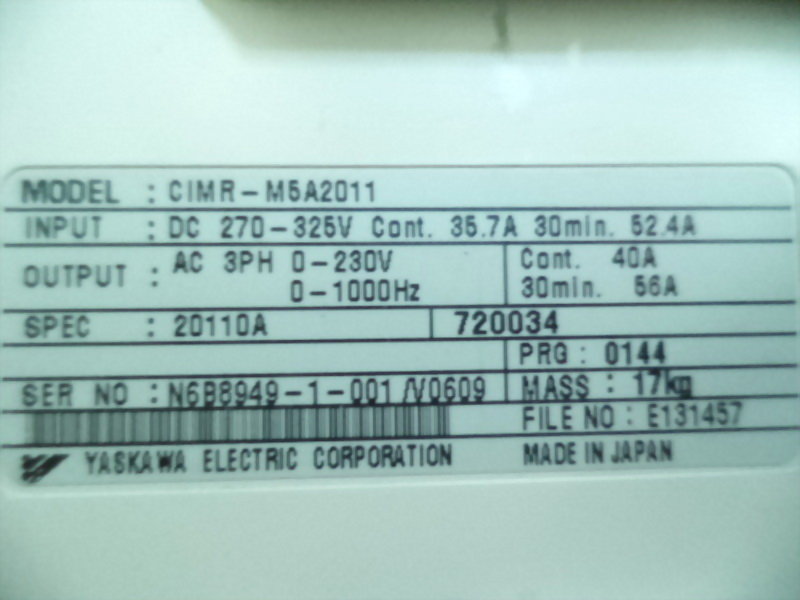 MODEL : CIMR-M5A2011
INPUT : DC 270-325V Cont. 35.7A 30min. 52.4A
OUTPUT : AC 3PH 0-230V Cont. 40A
0-1000Hz 30min. 56A
SPEC : 20110A 720034
PRG : 0144
SER NO : N6B8949-1-001/V0609 MASS : 17kg
FILE NO : E131457
YASKAWA ELECTRIC CORPORATION MADE IN JAPAN